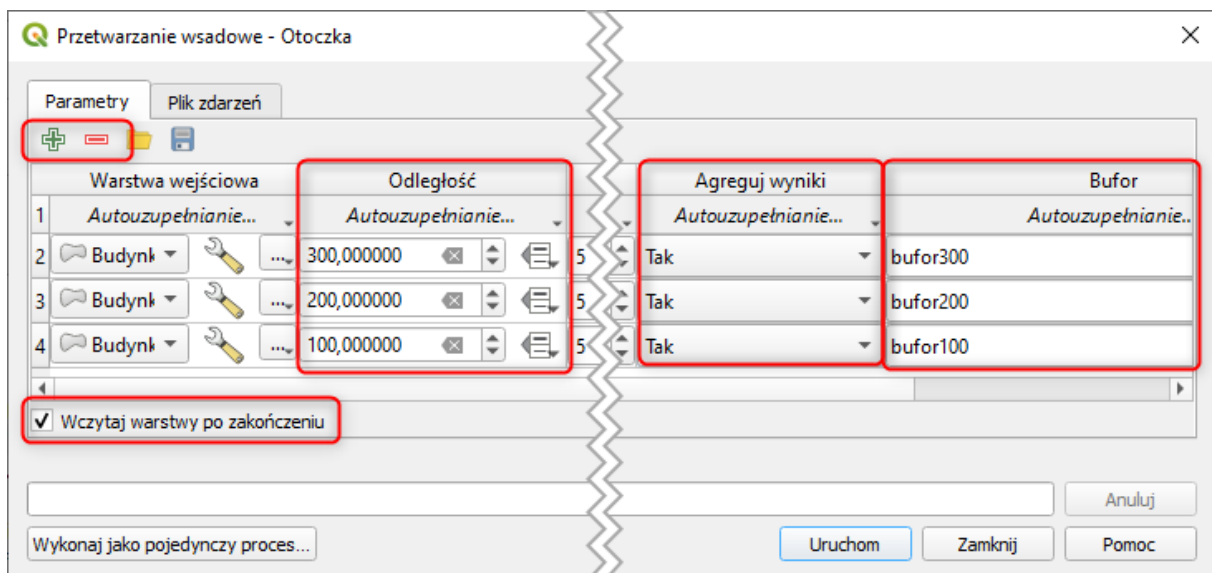 Przetwarzanie wsadowe - Otoczka
Parametry Plik zdarzeń
Warstwa wejściowa Odległość Agreguj wyniki Bufor
1 Autouzupełnianie... Autouzupełnianie... Autouzupełnianie... Autouzupełnianie..
2 Budynk ... 300,000000 5 Tak bufor300
3 Budynk ... 200,000000 5 Tak bufor200
4 Budynk ... 100,000000 5 Tak bufor100
Wczytaj warstwy po zakończeniu
Anuluj
Wykonaj jako pojedynczy proces... Uruchom Zamknij Pomoc